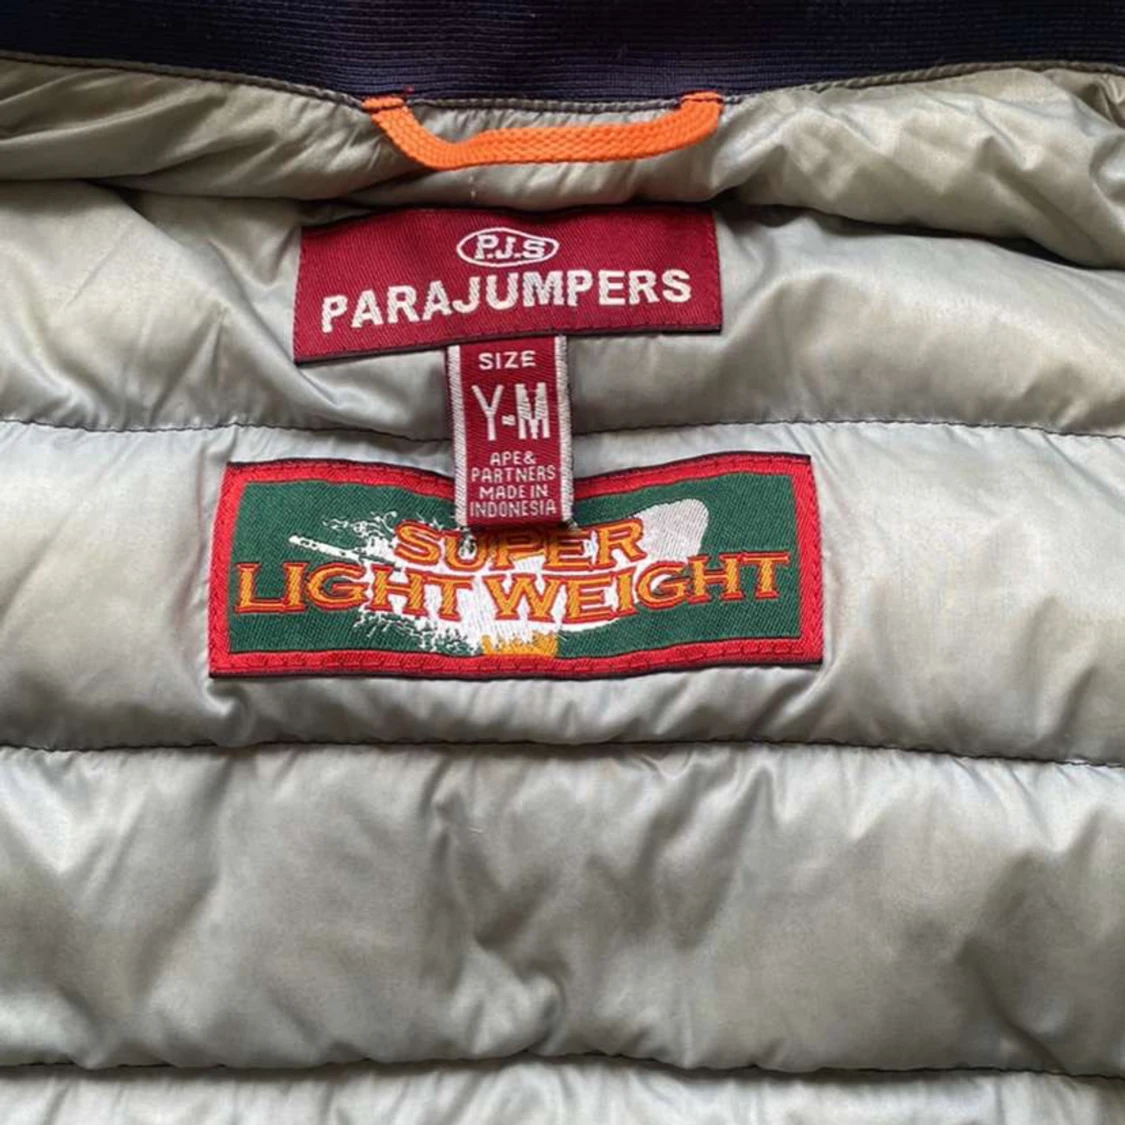 P.J.S
PARAJUMPERS
SIZE
Y-M
APE &
PARTNERS
MADE IN
INDONESIA
SUPER
LIGHT WEIGHT